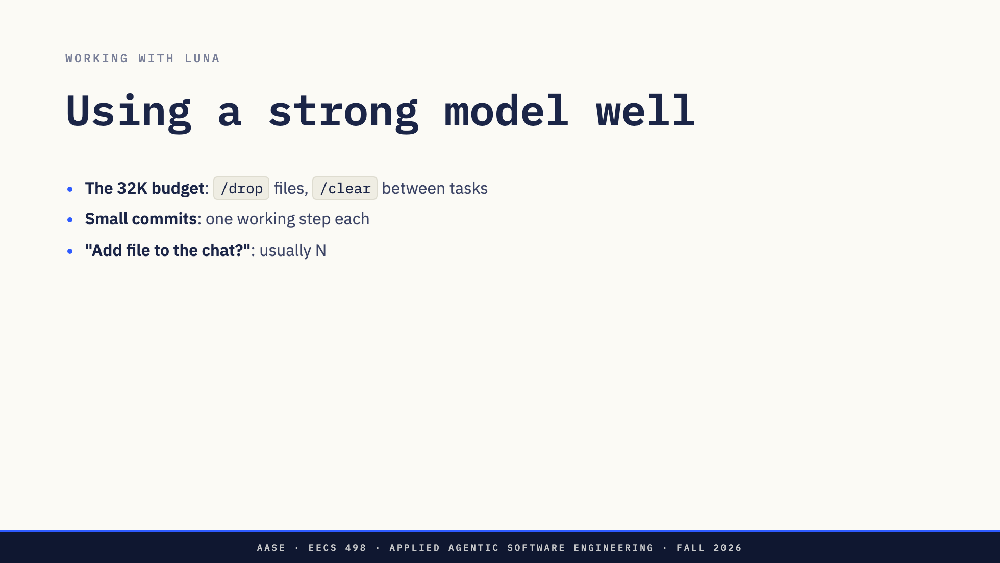 WORKING WITH LUNA
Using a strong model well
• The 32K budget: /drop files, /clear between tasks
• Small commits: one working step each
• "Add file to the chat?": usually N
AASE · EECS 498 · APPLIED AGENTIC SOFTWARE ENGINEERING · FALL 2026